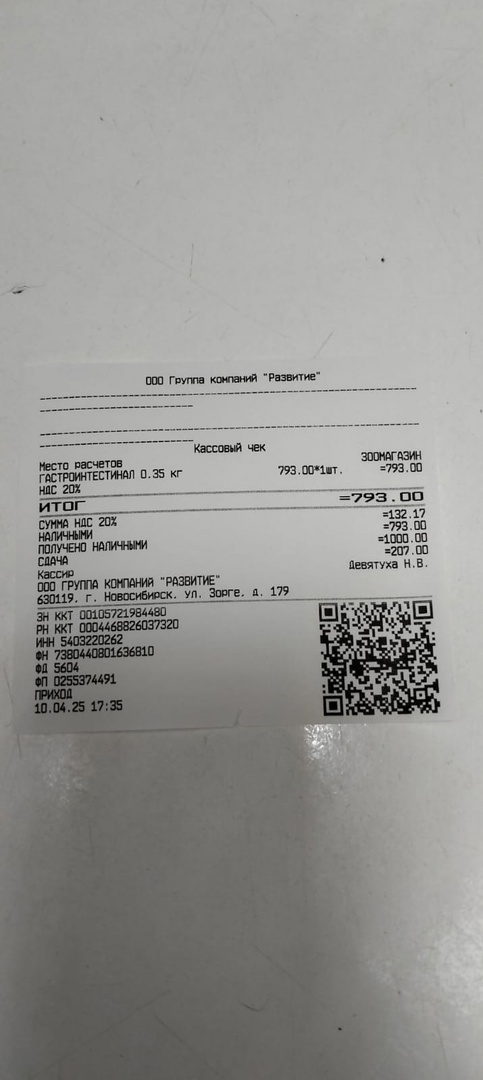 ООО Группа компаний "Развитие"
Кассовый чек
Место расчетов ЗООМАГАЗИН
ГАСТРОИНТЕСТИНАЛ 0.35 кг 793.00*1шт. =793.00
НДС 20%
ИТОГ =793.00
СУММА НДС 20% =132.17
НАЛИЧНЫМИ =793.00
ПОЛУЧЕНО НАЛИЧНЫМИ =1000.00
СДАЧА =207.00
Кассир Девятуха Н.В.
ООО ГРУППА КОМПАНИЙ "РАЗВИТИЕ"
630119. г. Новосибирск. ул. Зорге. д. 179
ЗН ККТ 00105721984480
РН ККТ 0004468826037320
ИНН 5403220262
ФН 7380440801636810
ФД 5604
ФП 0255374491
ПРИХОД
10.04.25 17:35